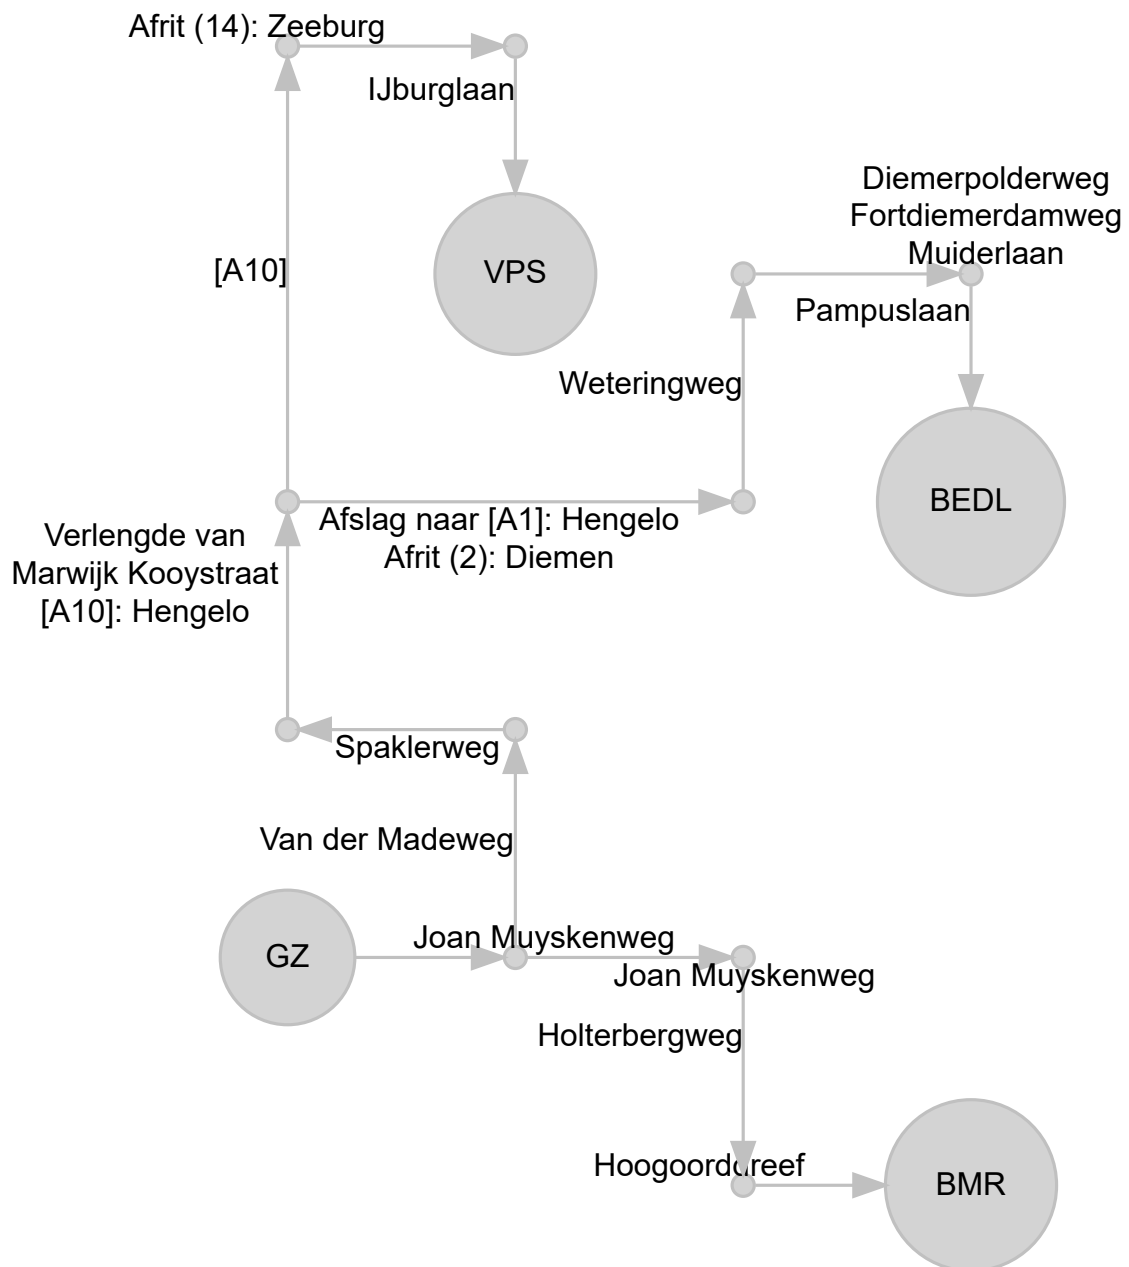 Afrit (14): Zeeburg
IJburglaan
Diemerpolderweg
Fortdiemerdamweg
Muiderlaan
[A10]
VPS
Pampuslaan
Weteringweg
BEDL
Afslag naar [A1]: Hengelo
Afrit (2): Diemen
Verlengde van
Marwijk Kooystraat
[A10]: Hengelo
Spaklerweg
Van der Madeweg
GZ
Joan Muyskenweg
Joan Muyskenweg
Holterbergweg
Hoogoorddreef
BMR